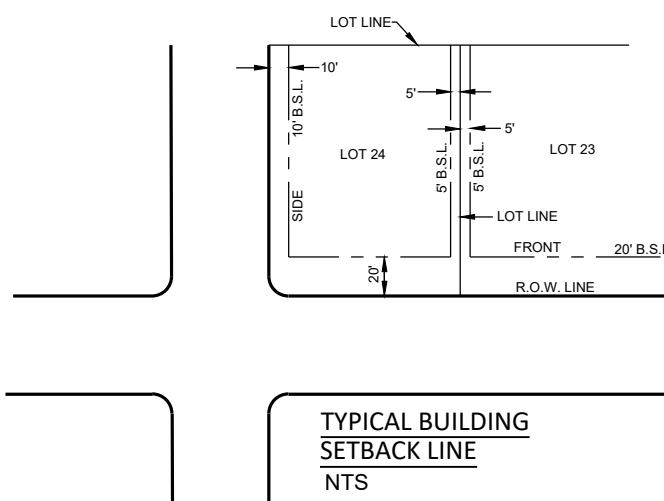 LOT LINE
10'
5'
10' B.S.L.
5'
LOT 24
LOT 23
5' B.S.L.
5' B.S.L.
SIDE
LOT LINE
FRONT
20' B.S.L
20'
R.O.W. LINE
TYPICAL BUILDING
SETBACK LINE
NTS